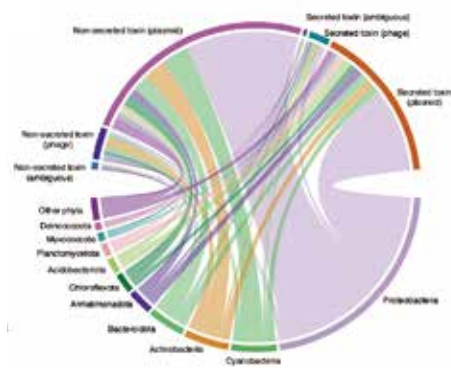 Non-secreted toxin (plasmid)
Secreted toxin (ambiguous)
Secreted toxin (phage)
Secreted toxin
(plasmid)
Non-secreted toxin
(phage)
Non-secreted toxin
(ambiguous)
Other phyla
Deinococcota
Myxococcota
Planctomycetota
Acidobacteriota
Chloroflexota
Armatimonadota
Bacteroidota
Actinobacteria
Cyanobacteria
Proteobacteria